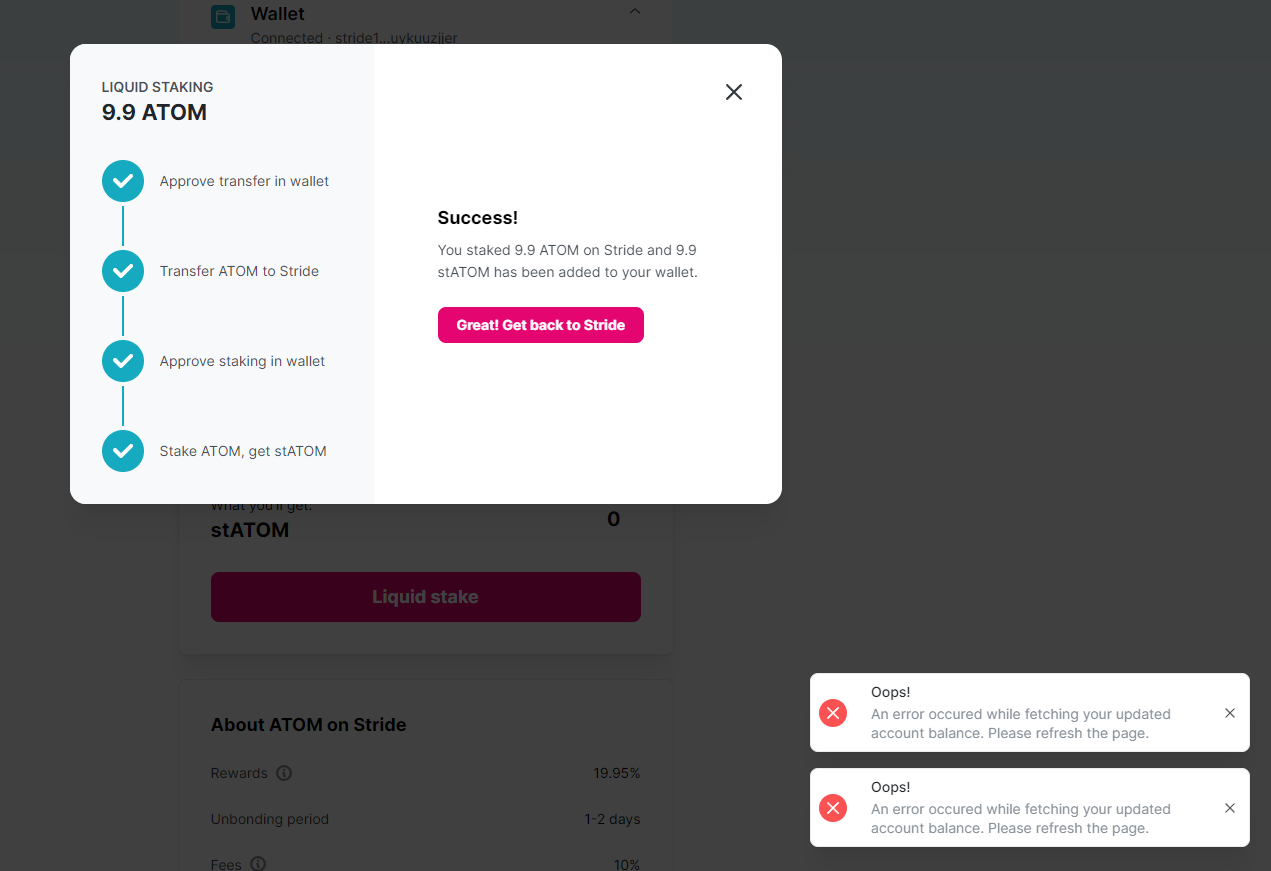 Wallet
Connected · stride1...uykuuzjjer
LIQUID STAKING
9.9 ATOM
Approve transfer in wallet
Transfer ATOM to Stride
Approve staking in wallet
Stake ATOM, get stATOM
Success!
You staked 9.9 ATOM on Stride and 9.9
stATOM has been added to your wallet.
Great! Get back to Stride
What you'll get:
stATOM
0
Liquid stake
About ATOM on Stride
Rewards 19.95%
Unbonding period 1-2 days
Fees 10%
Oops!
An error occured while fetching your updated
account balance. Please refresh the page.
Oops!
An error occured while fetching your updated
account balance. Please refresh the page.